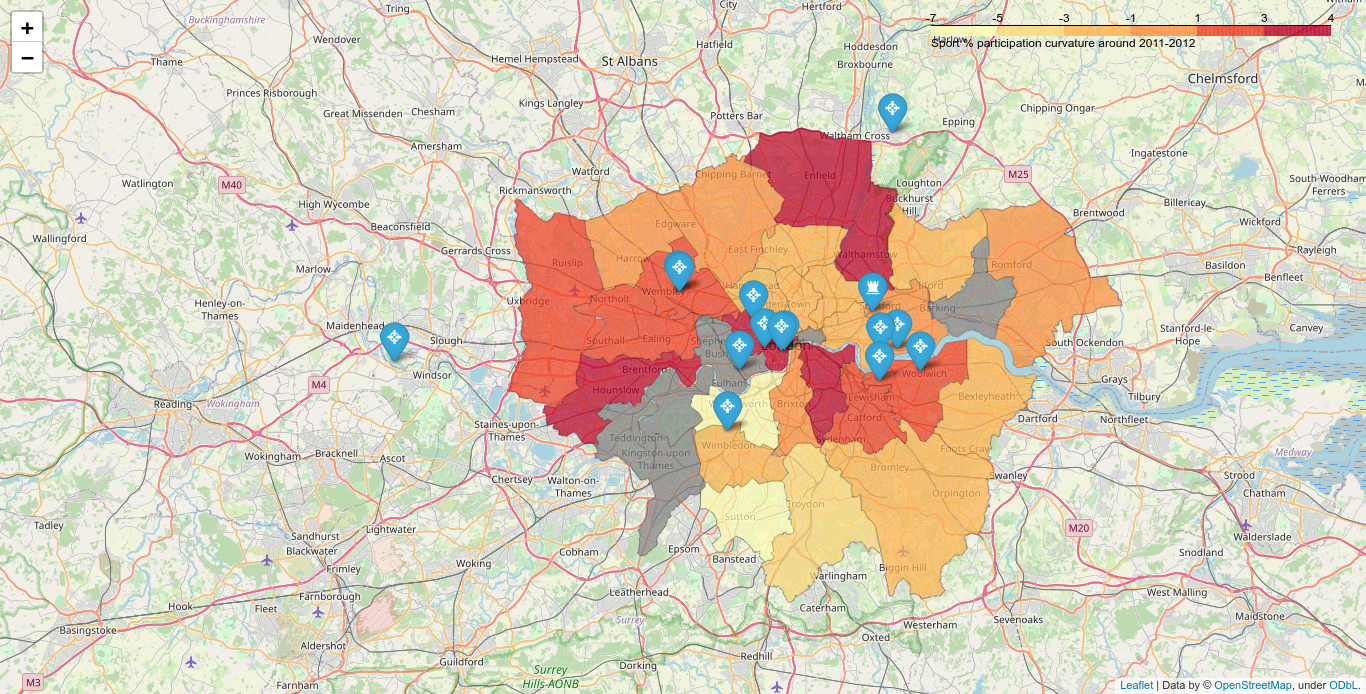 Tring
City
Hertford
Buckinghamshire
-7 -5 -3 -1 1 3 4
Sport % participation curvature around 2011-2012
+
−
Wendover
Hatfield
Hoddesdon
Harlow
Thame
Hemel Hempstead
St Albans
Broxbourne
Chelmsford
Princes Risborough
Kings Langley
Chipping Ongar
Great Missenden
Chesham
Potters Bar
Epping
Waltham Cross
Amersham
Ingatestone
Watford
Chipping Barnet
Enfield
M25
South Woodham
Ferrers
Watlington
M40
Rickmansworth
Loughton
Buckhurst
Hill
High Wycombe
Billericay
Brentwood
Wickford
Beaconsfield
Edgware
Wallingford
Gerrards Cross
Harrow
East Finchley
Walthamstow
Rayleigh
Marlow
Ruislip
Romford
Basildon
Benfleet
Wembley
Ilford
Uxbridge
Northolt
Henley-on-
Thames
Barking
Maidenhead
Slough
Southall
Ealing
Stanford-le-
Hope
Canvey
South Ockendon
Shepherd's
Bush
London
Windsor
Brentford
Woolwich
M4
Hounslow
Fulham
Grays
Tilbury
Reading
Wokingham
Brixton
Lewisham
Bexleyheath
Catford
Northfleet
Dartford
Staines-upon-
Thames
Teddington
Wimbledon
Sydenham
Foots Cray
Wokingham
Bracknell
Ascot
Kingston upon
Thames
Medway
Bromley
Chertsey
Walton-on-
Thames
Swanley
Strood
Chatham
Orpington
Croydon
Sutton
Tadley
Lightwater
M20
Sandhurst
Blackwater
Walderslade
Cobham
Epsom
Banstead
Snodland
Frimley
Woking
Warlingham
Biggin Hill
Leatherhead
West Malling
Hook
Fleet
Farnborough
Caterham
Surrey
Westerham
Sevenoaks
Maidstone
Basingstoke
Aldershot
Oxted
Guildford
Dorking
Redhill
Surrey
Hills AONB
M3
Farnham
Leaflet | Data by © OpenStreetMap, under ODbL.